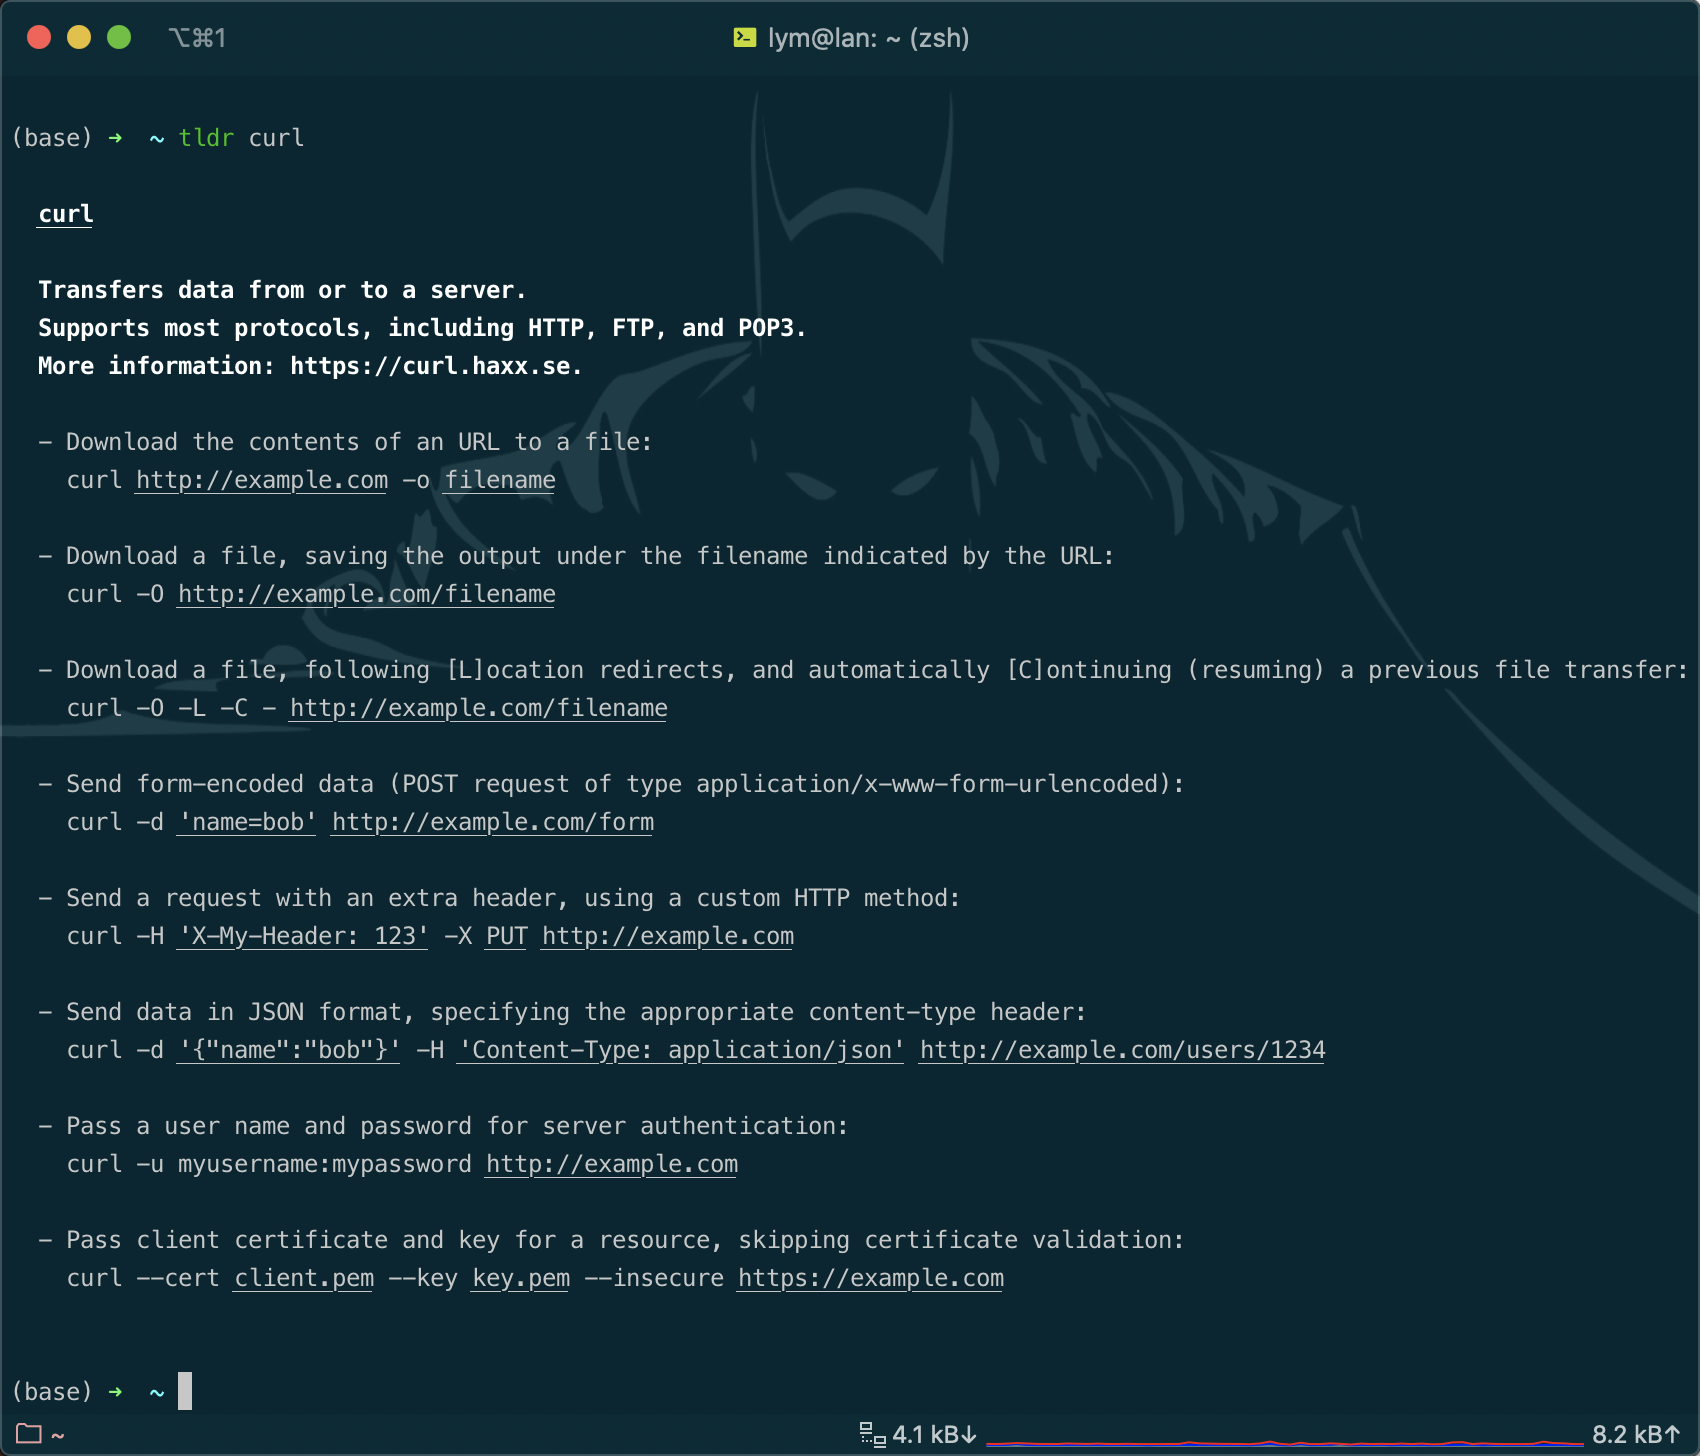 ⌥⌘1 lym@lan: ~ (zsh)
(base) ➜ ~ tldr curl
curl
Transfers data from or to a server.
Supports most protocols, including HTTP, FTP, and POP3.
More information: https://curl.haxx.se.
- Download the contents of an URL to a file:
curl http://example.com -o filename
- Download a file, saving the output under the filename indicated by the URL:
curl -O http://example.com/filename
- Download a file, following [L]ocation redirects, and automatically [C]ontinuing (resuming) a previous file transfer:
curl -O -L -C - http://example.com/filename
- Send form-encoded data (POST request of type application/x-www-form-urlencoded):
curl -d 'name=bob' http://example.com/form
- Send a request with an extra header, using a custom HTTP method:
curl -H 'X-My-Header: 123' -X PUT http://example.com
- Send data in JSON format, specifying the appropriate content-type header:
curl -d '{"name":"bob"}' -H 'Content-Type: application/json' http://example.com/users/1234
- Pass a user name and password for server authentication:
curl -u myusername:mypassword http://example.com
- Pass client certificate and key for a resource, skipping certificate validation:
curl --cert client.pem --key key.pem --insecure https://example.com
(base) ➜ ~
~ 4.1 kB↓ 8.2 kB↑